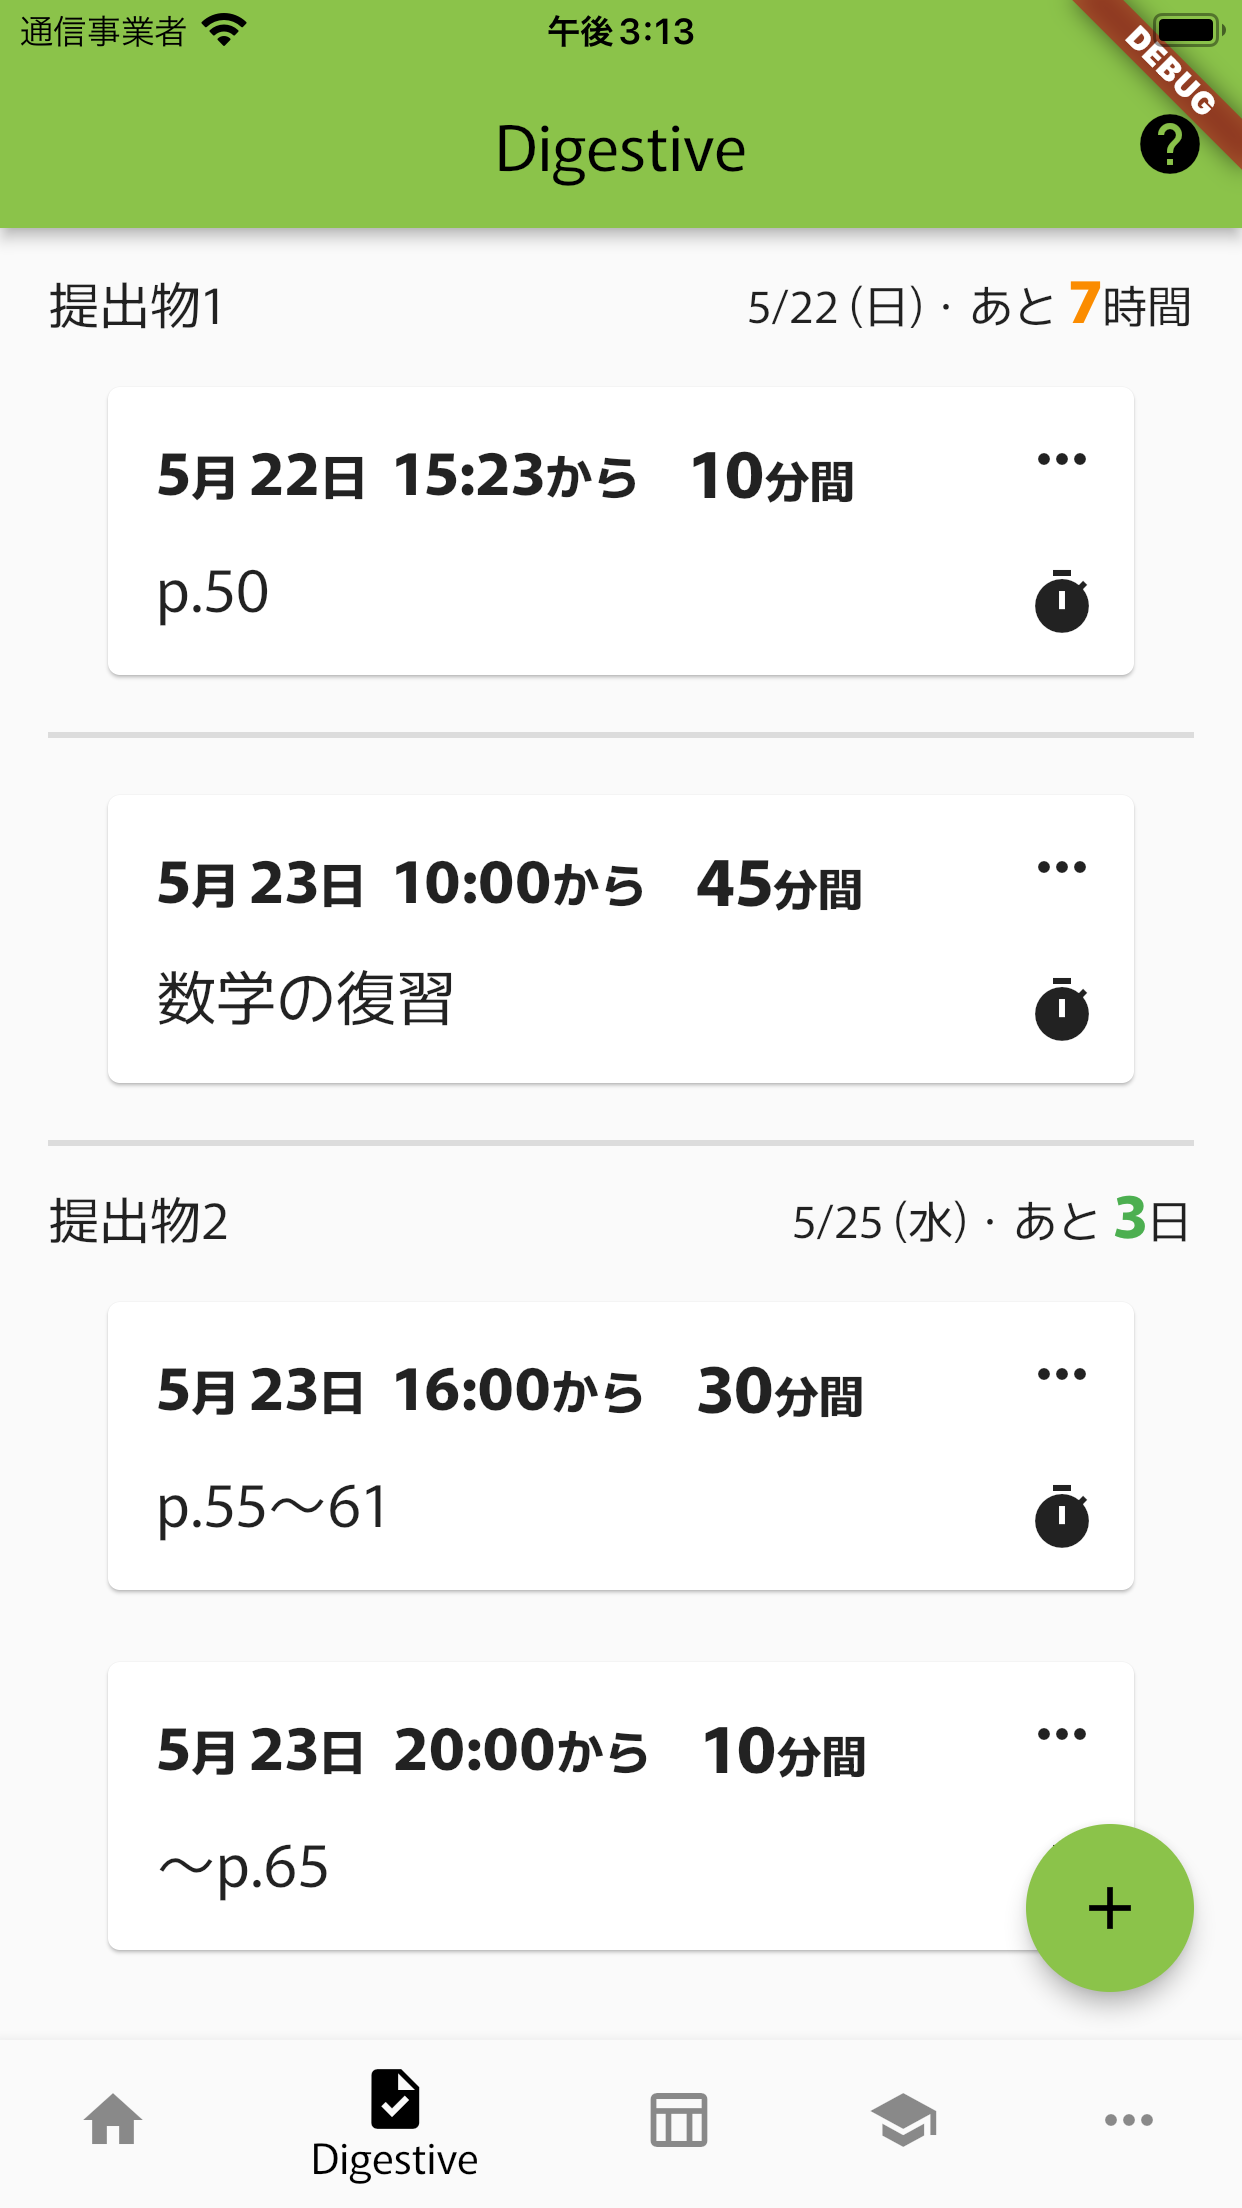 通信事業者 午後3:13
DEBUG
Digestive
提出物1 5/22 (日)・あと 7時間
5月 22日 15:23から 10分間
p.50
5月 23日 10:00から 45分間
数学の復習
提出物2 5/25 (水)・あと 3日
5月 23日 16:00から 30分間
p.55〜61
5月 23日 20:00から 10分間
〜p.65
Digestive